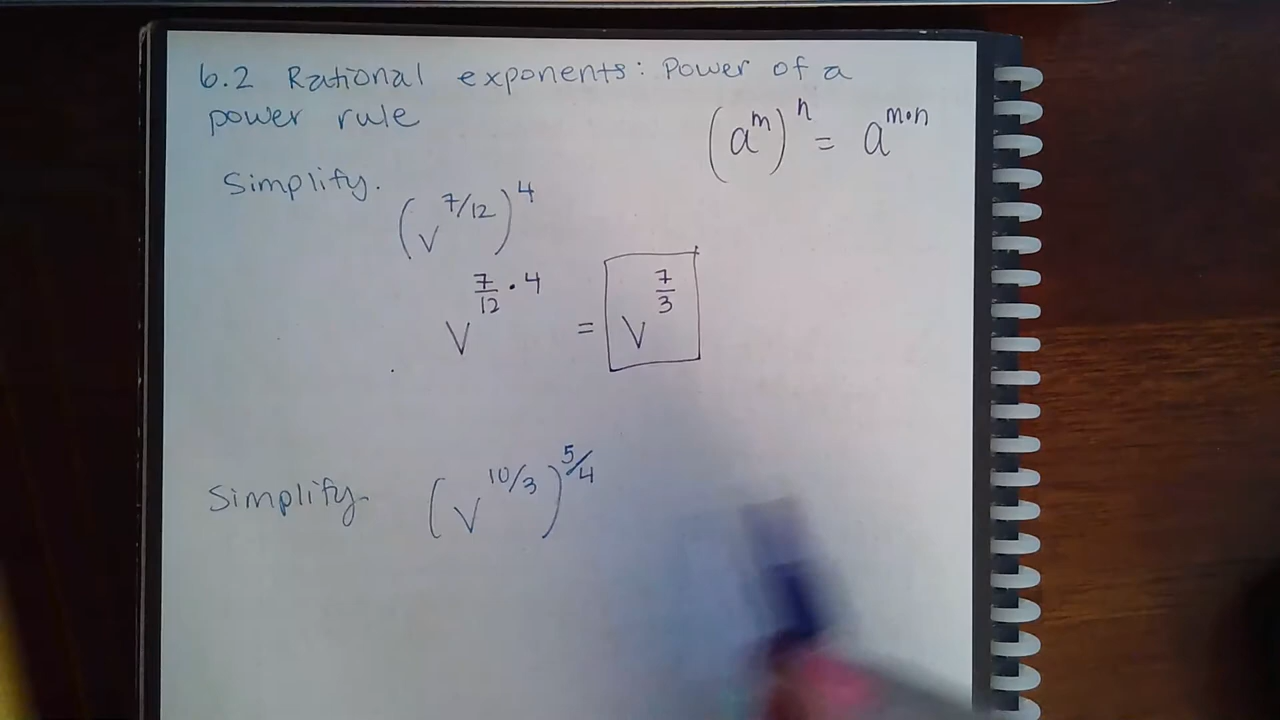 6.2 Rational exponents: Power of a
power rule
(a^m)^n = a^{m•n}
Simplify.
(v^{7/12})^4
v^{7/12 • 4} = v^{7/3}
Simplify. (v^{10/3})^{5/4}